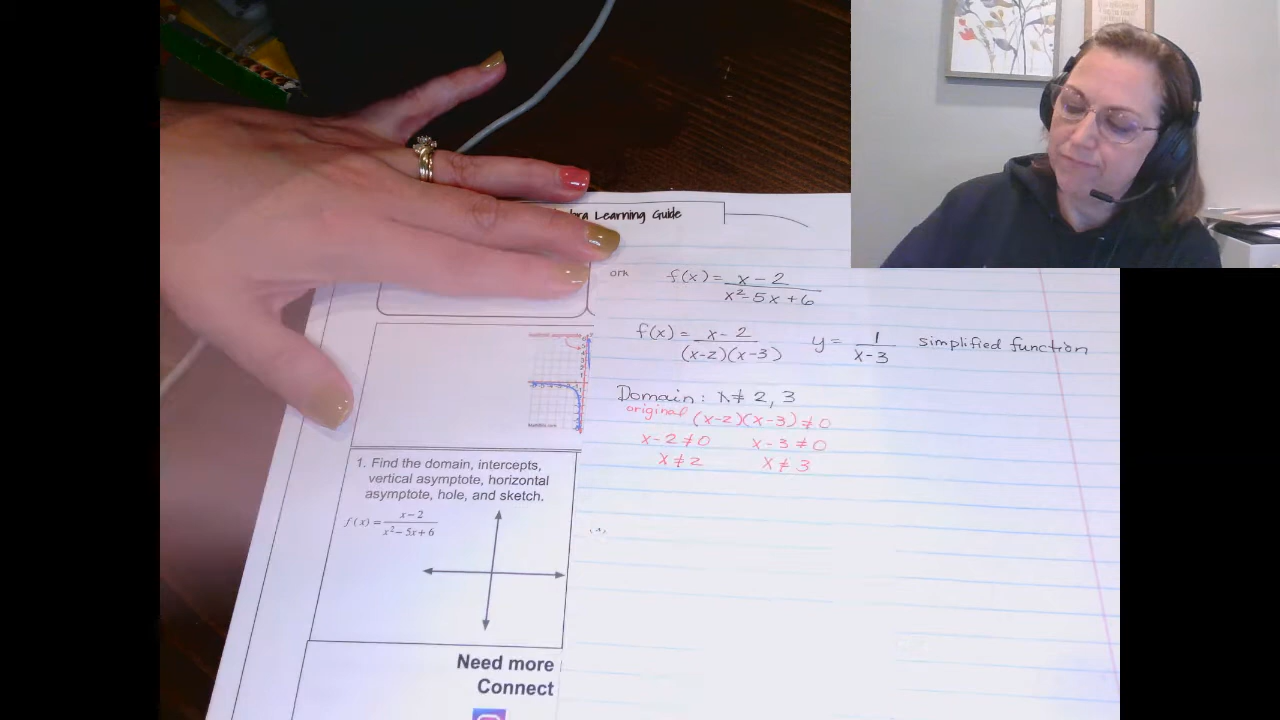 Learning Guide
ork
f(x) = x-2 / x²-5x+6
f(x) = x-2 / (x-2)(x-3) y = 1 / x-3 simplified function
Domain: x ≠ 2, 3
original (x-2)(x-3) ≠ 0
x-2 ≠ 0 x-3 ≠ 0
x ≠ 2 x ≠ 3
1. Find the domain, intercepts,
vertical asymptote, horizontal
asymptote, hole, and sketch.
f(x) = x-2 / x²-5x+6
Need more
Connect